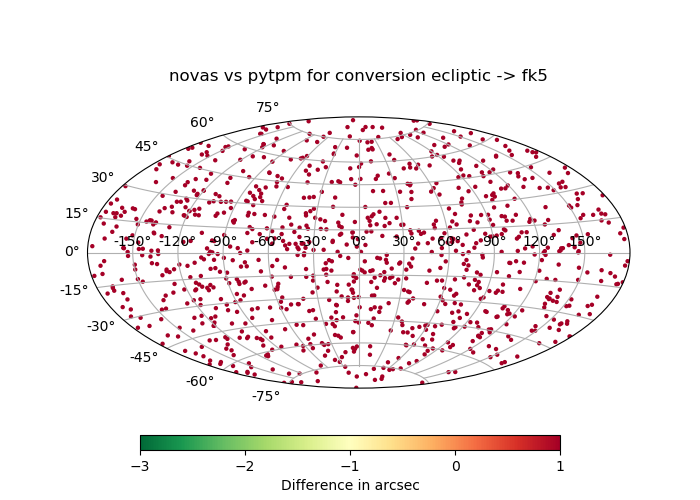 novas vs pytpm for conversion ecliptic -> fk5
75°
60°
45°
30°
15°
-150° -120° -90° -60° -30° 0° 30° 60° 90° 120° 150°
0°
-15°
-30°
-45°
-60°
-75°
−3 −2 −1 0 1
Difference in arcsec